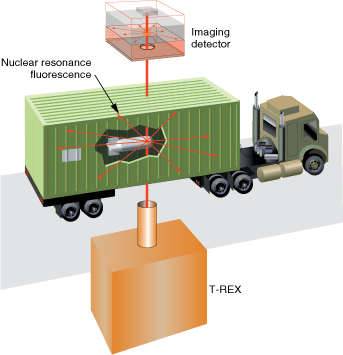 Imaging
detector
Nuclear resonance
fluorescence
T-REX